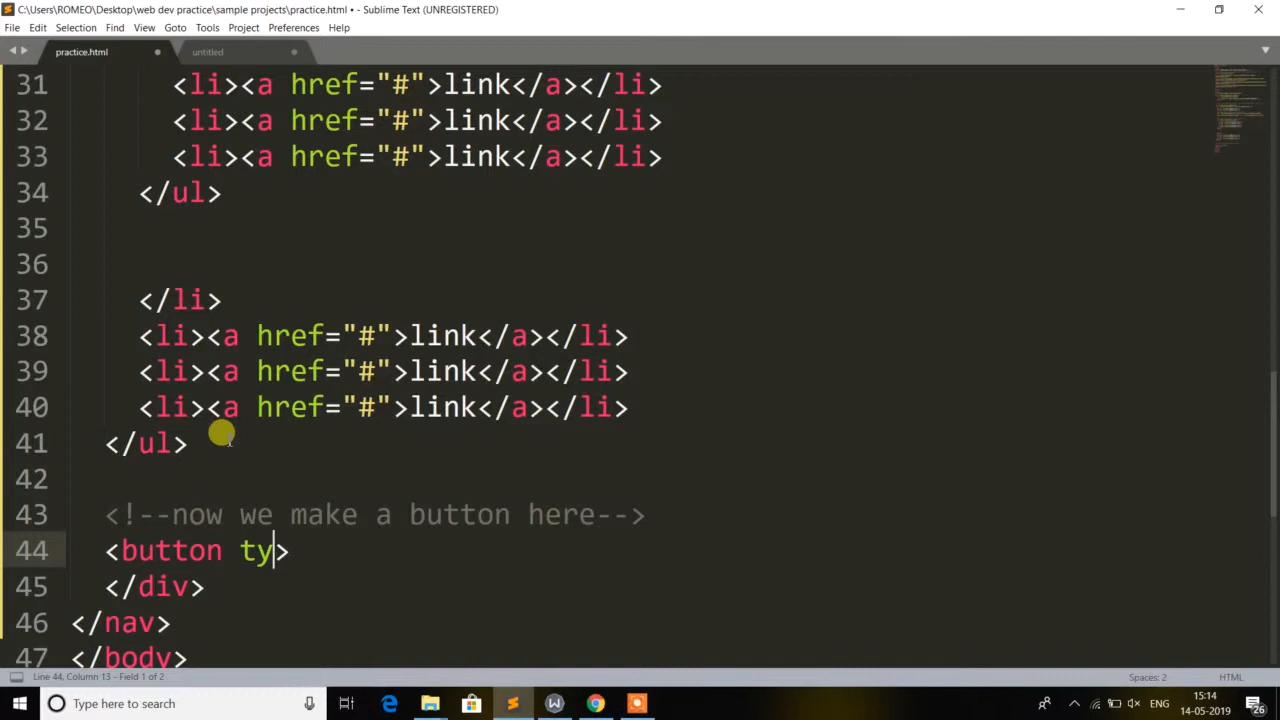 C:\Users\ROMEO\Desktop\web dev practice\sample projects\practice.html • - Sublime Text (UNREGISTERED)
File Edit Selection Find View Goto Tools Project Preferences Help
practice.html untitled
31 <li><a href="#">link</a></li>
32 <li><a href="#">link</a></li>
33 <li><a href="#">link</a></li>
34 </ul>
35
36
37 </li>
38 <li><a href="#">link</a></li>
39 <li><a href="#">link</a></li>
40 <li><a href="#">link</a></li>
41 </ul>
42
43 <!--now we make a button here-->
44 <button ty>
45 </div>
46 </nav>
47 </body>
Line 44, Column 13 - Field 1 of 2 Spaces: 2 HTML
Type here to search ENG 15:14
14-05-2019 26